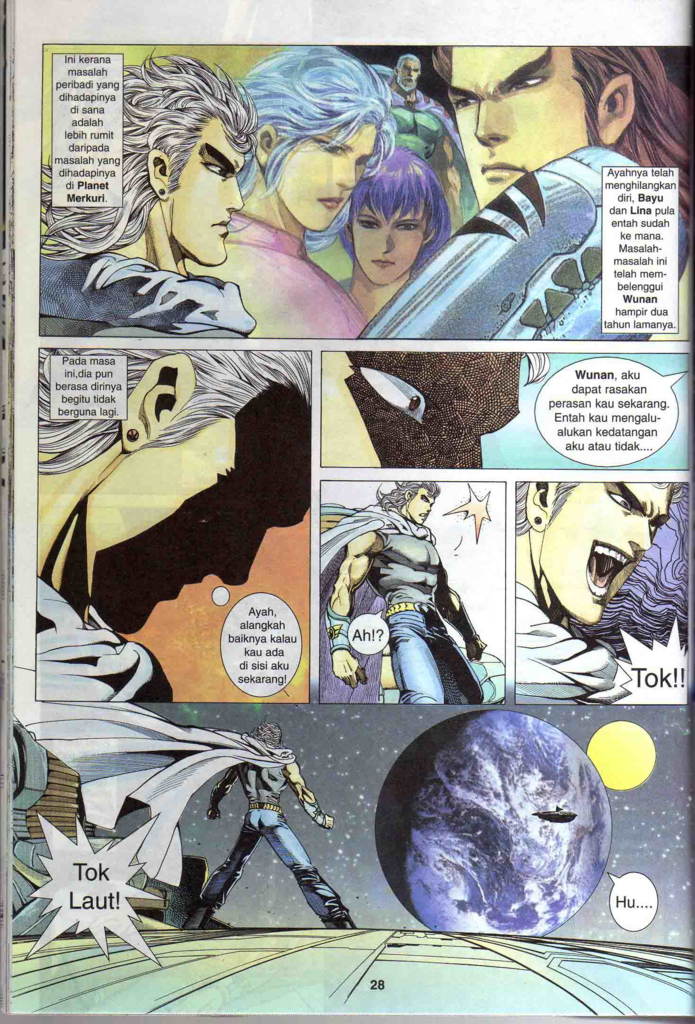 Ini kerana
masalah
peribadi yang
dihadapinya
di sana
adalah
lebih rumit
daripada
masalah yang
dihadapinya
di Planet
Merkuri.
Ayahnya telah
menghilangkan
diri, Bayu
dan Lina pula
entah sudah
ke mana.
Masalah-
masalah ini
telah mem-
belenggui
Wunan
hampir dua
tahun lamanya.
Pada masa
ini,dia pun
berasa dirinya
begitu tidak
berguna lagi.
Ayah,
alangkah
baiknya kalau
kau ada
di sisi aku
sekarang!
Wunan, aku
dapat rasakan
perasan kau sekarang.
Entah kau mengalu-
alukan kedatangan
aku atau tidak....
Ah!?
Tok!!
Tok
Laut!
Hu....
28